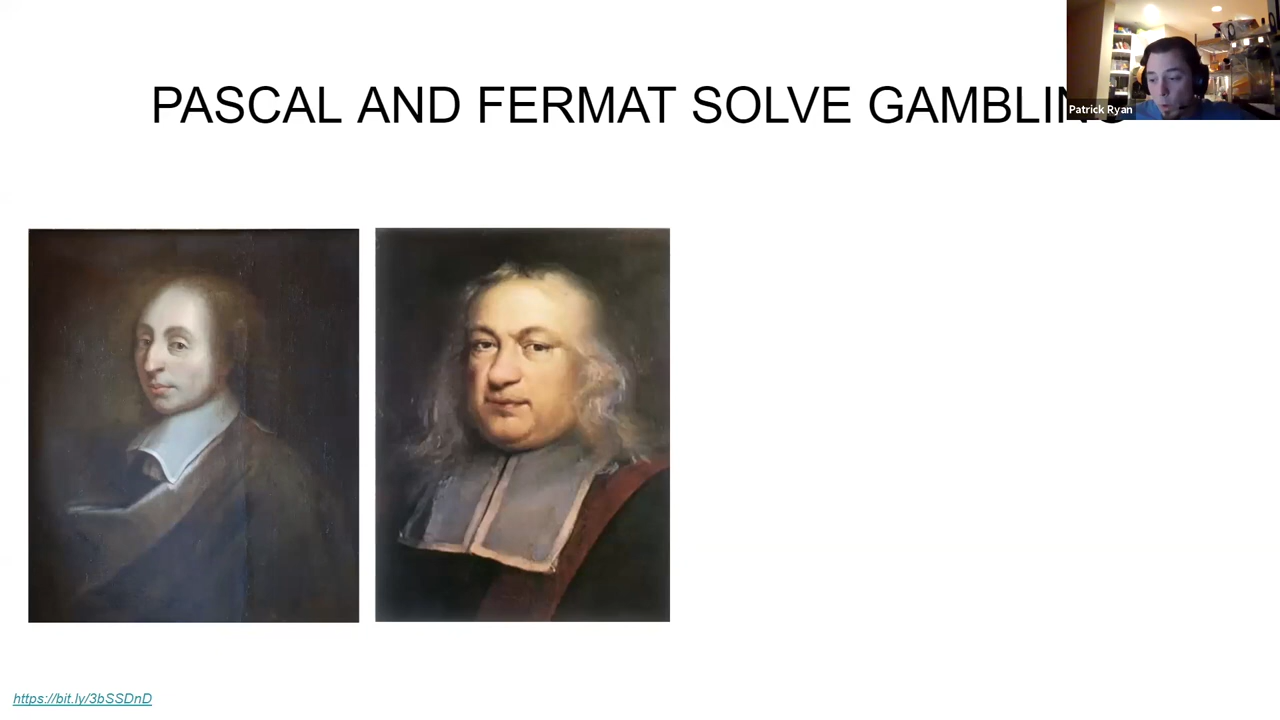 PASCAL AND FERMAT SOLVE GAMBLING
Patrick Ryan
https://bit.ly/3bSSDnD